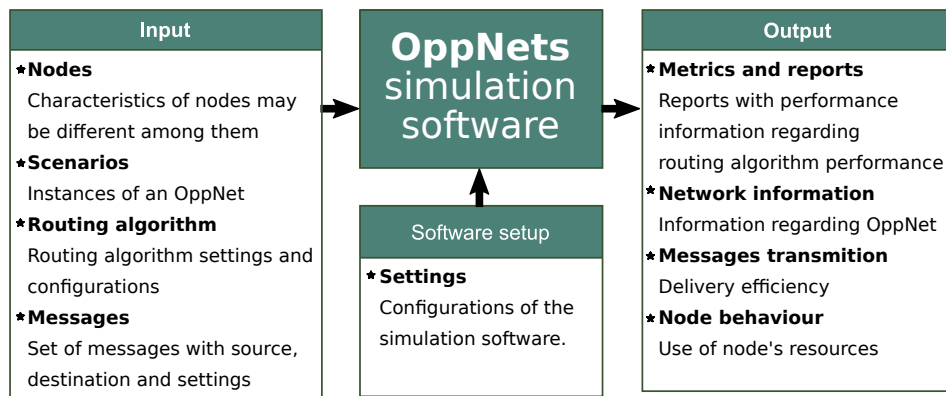 Input
★Nodes
Characteristics of nodes may
be different among them
★Scenarios
Instances of an OppNet
★Routing algorithm
Routing algorithm settings and
configurations
★Messages
Set of messages with source,
destination and settings
OppNets
simulation
software
Software setup
★Settings
Configurations of the
simulation software.
Output
★Metrics and reports
Reports with performance
information regarding
routing algorithm performance
★Network information
Information regarding OppNet
★Messages transmition
Delivery efficiency
★Node behaviour
Use of node's resources